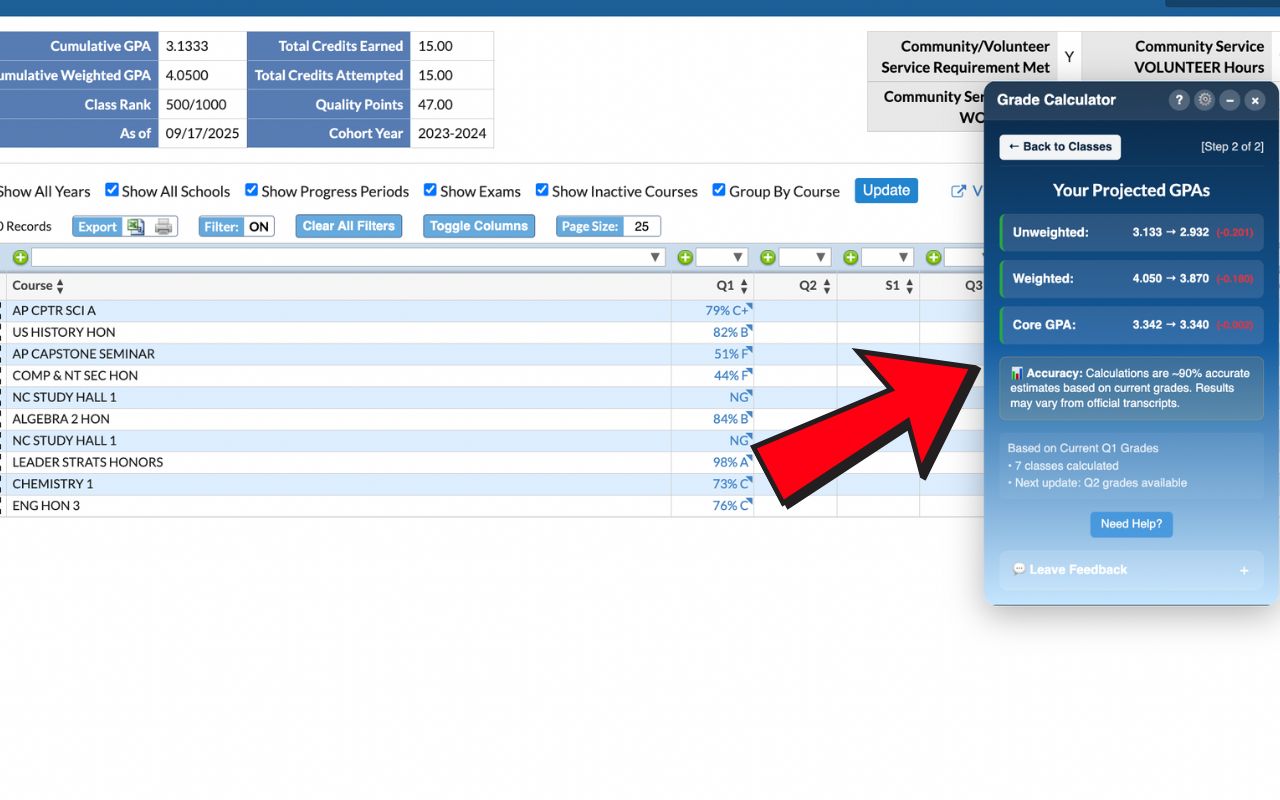 Cumulative GPA 3.1333 Total Credits Earned 15.00
umulative Weighted GPA 4.0500 Total Credits Attempted 15.00
Class Rank 500/1000 Quality Points 47.00
As of 09/17/2025 Cohort Year 2023-2024
Community/Volunteer
Service Requirement Met
Y
Community Service
VOLUNTEER Hours
Community Ser
WO
Show All Years Show All Schools Show Progress Periods Show Exams Show Inactive Courses Group By Course Update V
0 Records Export Filter: ON Clear All Filters Toggle Columns Page Size: 25
Course Q1 Q2 S1 Q3
AP CPTR SCI A 79% C+
US HISTORY HON 82% B
AP CAPSTONE SEMINAR 51% F
COMP & NT SEC HON 44% F
NC STUDY HALL 1 NG
ALGEBRA 2 HON 84% B
NC STUDY HALL 1 NG
LEADER STRATS HONORS 98% A
CHEMISTRY 1 73% C
ENG HON 3 76% C
Grade Calculator ? − ×
← Back to Classes [Step 2 of 2]
Your Projected GPAs
Unweighted: 3.133 → 2.932 (-0.201)
Weighted: 4.050 → 3.870 (-0.180)
Core GPA: 3.342 → 3.340 (-0.002)
📊 Accuracy: Calculations are ~90% accurate
estimates based on current grades. Results
may vary from official transcripts.
Based on Current Q1 Grades
• 7 classes calculated
• Next update: Q2 grades available
Need Help?
💬 Leave Feedback +